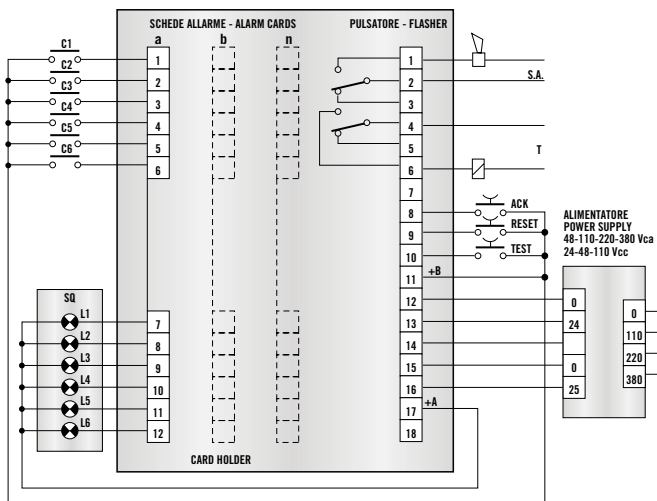 SCHEDE ALLARME - ALARM CARDS
PULSATORE - FLASHER
a b n
C1
C2
C3
C4
C5
C6
1
2
3
4
5
6
SQ
L1
L2
L3
L4
L5
L6
7
8
9
10
11
12
CARD HOLDER
1
2
3
4
5
6
7
8
9
10
11
12
13
14
15
16
17
18
+B
+A
S.A.
T
ACK
RESET
TEST
ALIMENTATORE
POWER SUPPLY
48-110-220-380 Vca
24-48-110 Vcc
0
24
0
25
0
110
220
380